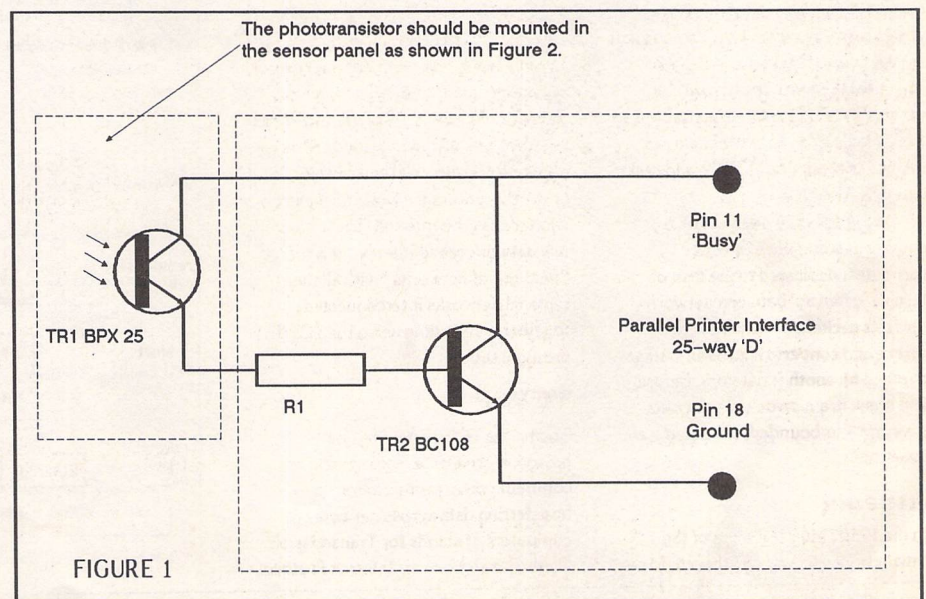 The phototransistor should be mounted in
the sensor panel as shown in Figure 2.
Pin 11
'Busy'
TR1 BPX 25
Parallel Printer Interface
25–way 'D'
R1
Pin 18
Ground
TR2 BC108
FIGURE 1